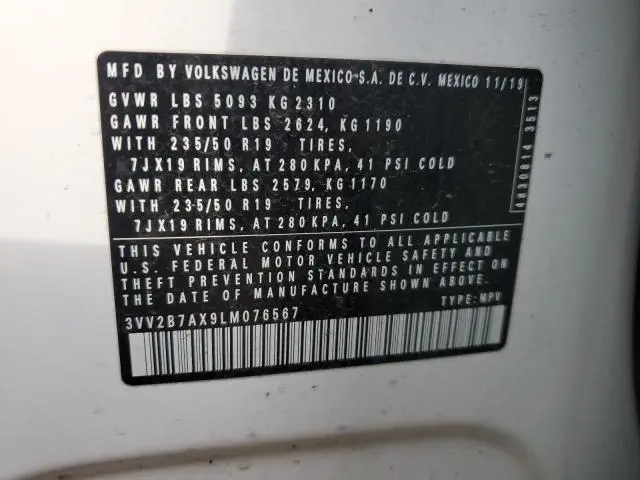 MFD BY VOLKSWAGEN DE MEXICO-S.A. DE C.V. MEXICO 11/19
GVWR LBS 5093 KG 2310
GAWR FRONT LBS 2624, KG 1190
WITH 235/50 R19 TIRES,
7JX19 RIMS, AT 280 KPA, 41 PSI COLD
GAWR REAR LBS 2579, KG 1170
WITH 235/50 R19 TIRES,
7JX19 RIMS, AT 280 KPA, 41 PSI COLD
THIS VEHICLE CONFORMS TO ALL APPLICABLE
U.S. FEDERAL MOTOR VEHICLE SAFETY AND
THEFT PREVENTION STANDARDS IN EFFECT ON
THE DATE OF MANUFACTURE SHOWN ABOVE.
3VV2B7AX9LM076567 TYPE: MPV
4830814 3513